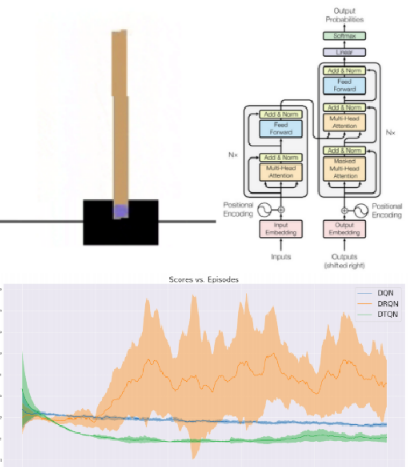 Output
Probabilities
Softmax
Linear
Add & Norm
Feed
Forward
Add & Norm
Multi-Head
Attention
Add & Norm
Masked
Multi-Head
Attention
Nx
Add & Norm
Feed
Forward
Nx
Add & Norm
Multi-Head
Attention
Positional
Encoding
Positional
Encoding
Input
Embedding
Output
Embedding
Inputs
Outputs
(shifted right)
Scores vs. Episodes
DQN
DRQN
DTQN